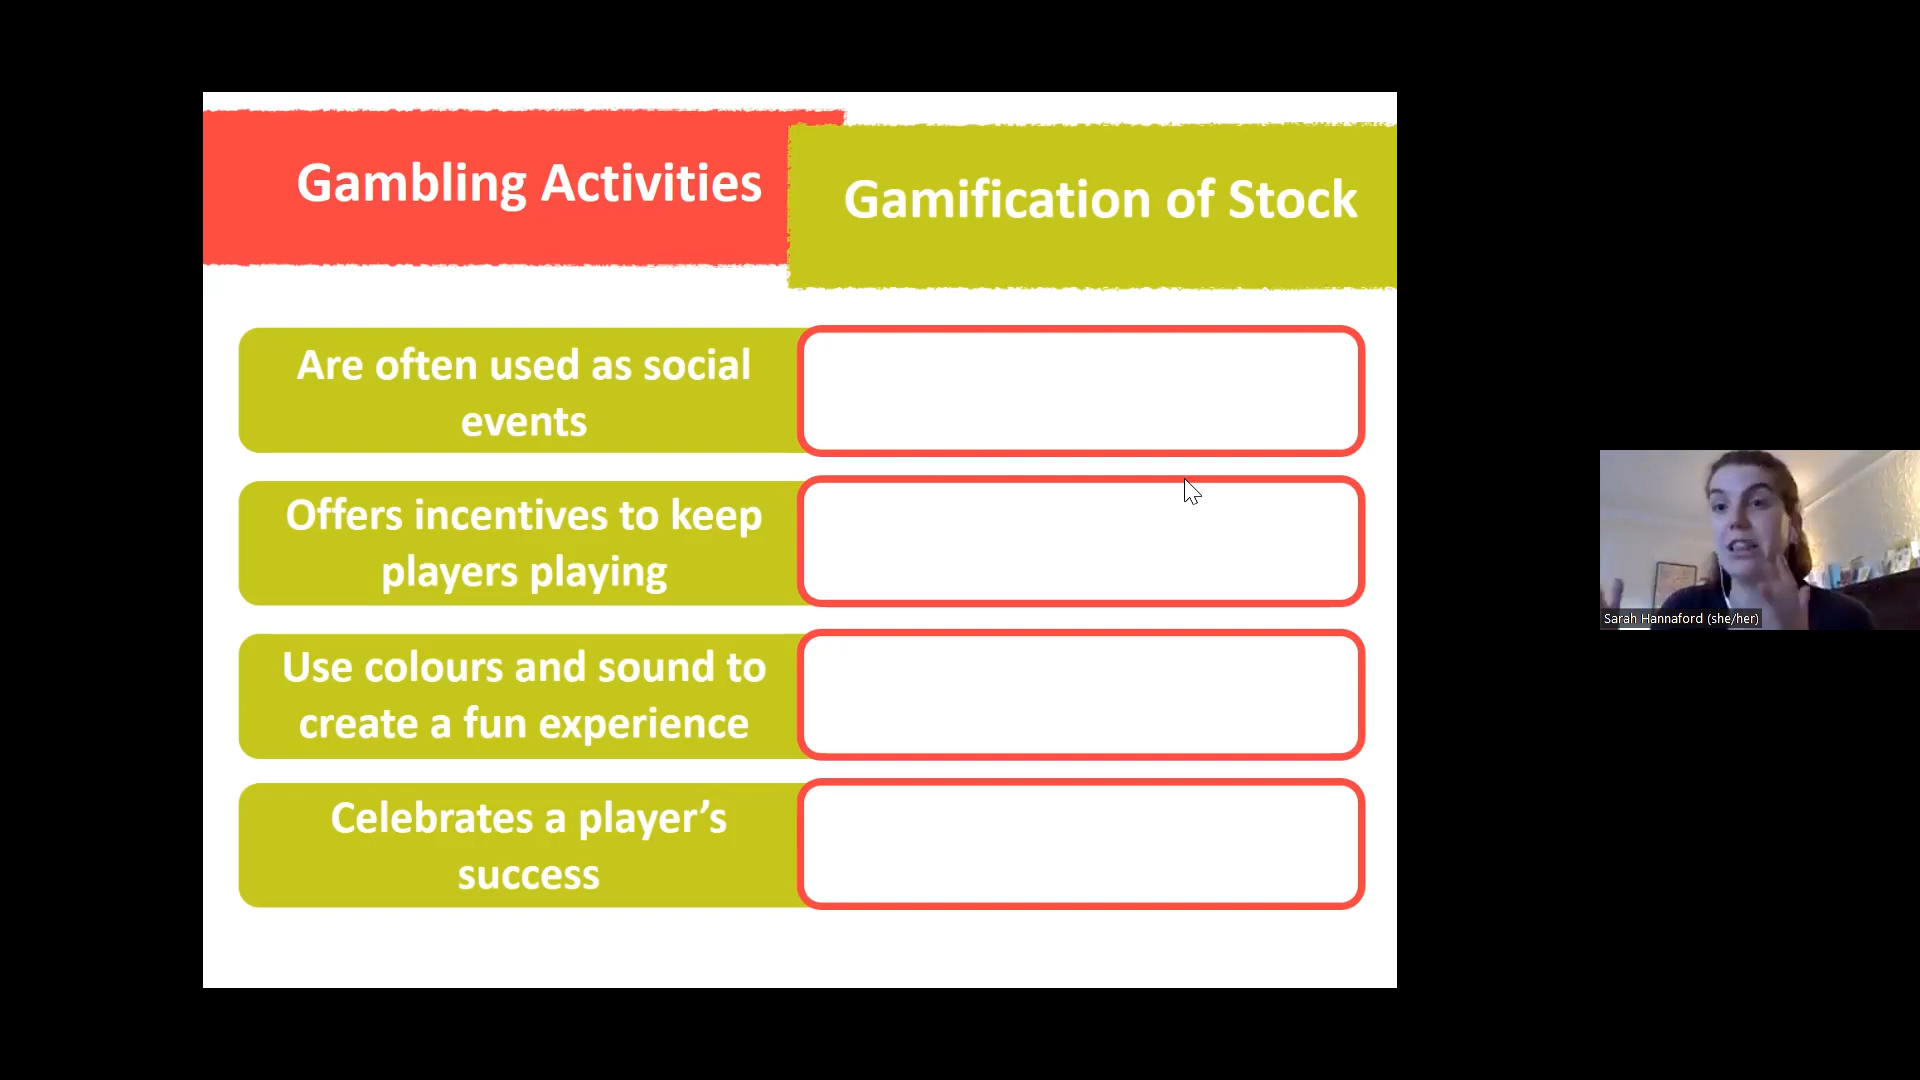 Gambling Activities
Gamification of Stock
Are often used as social
events
Offers incentives to keep
players playing
Use colours and sound to
create a fun experience
Celebrates a player’s
success
Sarah Hannaford (she/her)